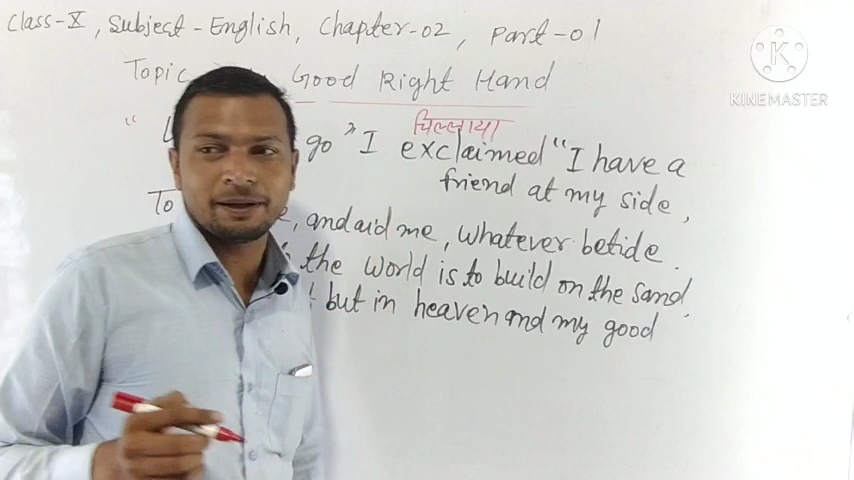 Class-X, Subject-English, Chapter-02, Part-01
Topic Good Right Hand
चिल्लाया
" go" I exclaimed "I have a
friend at my side,
To , and aid me, whatever betide.
the world is to build on the sand,
but in heaven and my good
K
KINEMASTER